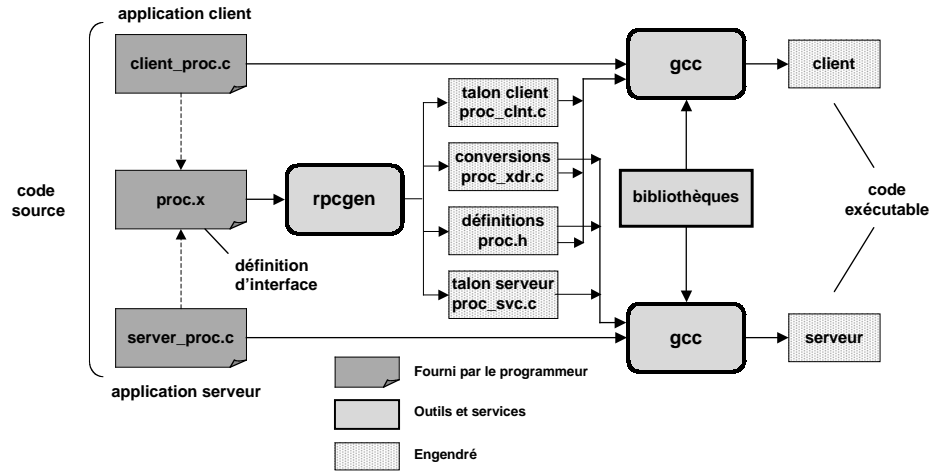 application client
client_proc.c
gcc
client
talon client
proc_clnt.c
conversions
proc_xdr.c
code
source
proc.x
rpcgen
bibliothèques
code
exécutable
définitions
proc.h
définition
d'interface
talon serveur
proc_svc.c
server_proc.c
gcc
serveur
application serveur
Fourni par le programmeur
Outils et services
Engendré